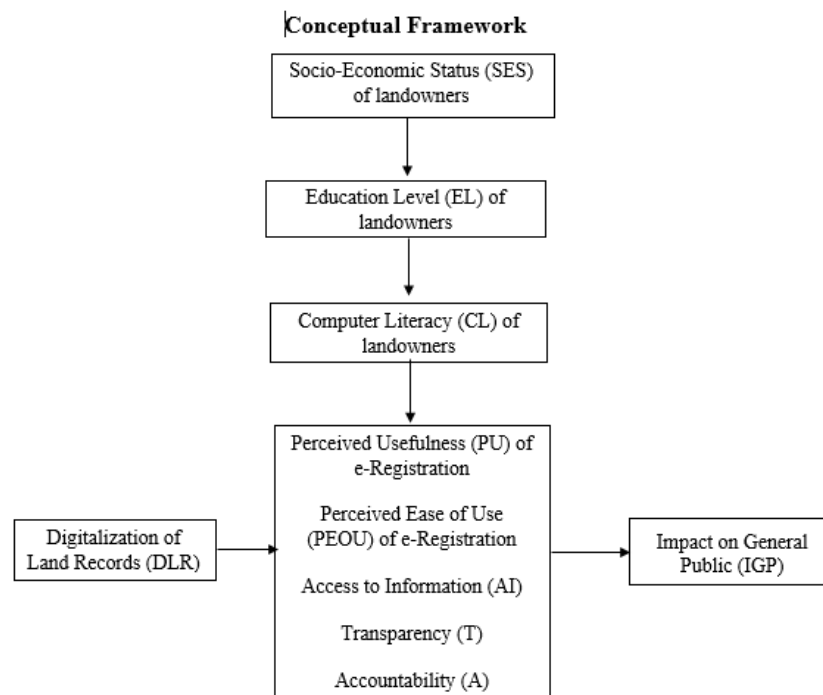 Conceptual Framework
Socio-Economic Status (SES)
of landowners
Education Level (EL) of
landowners
Computer Literacy (CL) of
landowners
Perceived Usefulness (PU) of
e-Registration
Perceived Ease of Use
(PEOU) of e-Registration
Access to Information (AI)
Transparency (T)
Accountability (A)
Digitalization of
Land Records (DLR)
Impact on General
Public (IGP)